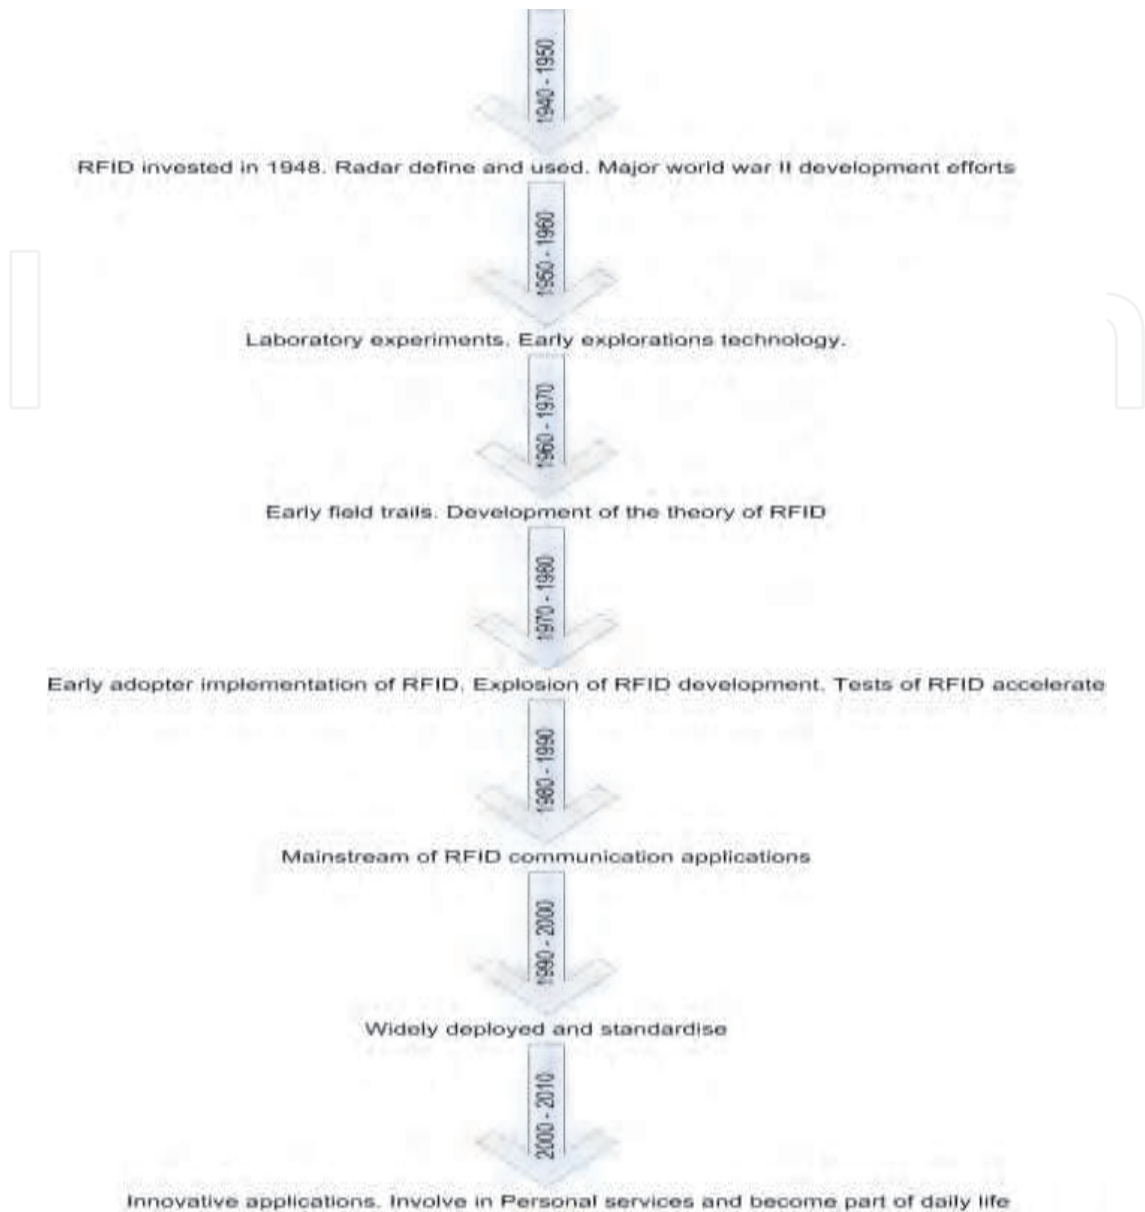 1940 - 1950
RFID invested in 1948. Radar define and used. Major world war II development efforts
1950 - 1960
Laboratory experiments. Early explorations technology.
1960 - 1970
Early field trails. Development of the theory of RFID
1970 - 1980
Early adopter implementation of RFID. Explosion of RFID development. Tests of RFID accelerate
1980 - 1990
Mainstream of RFID communication applications
1990 - 2000
Widely deployed and standardise
2000 - 2010
Innovative applications. Involve in Personal services and become part of daily life